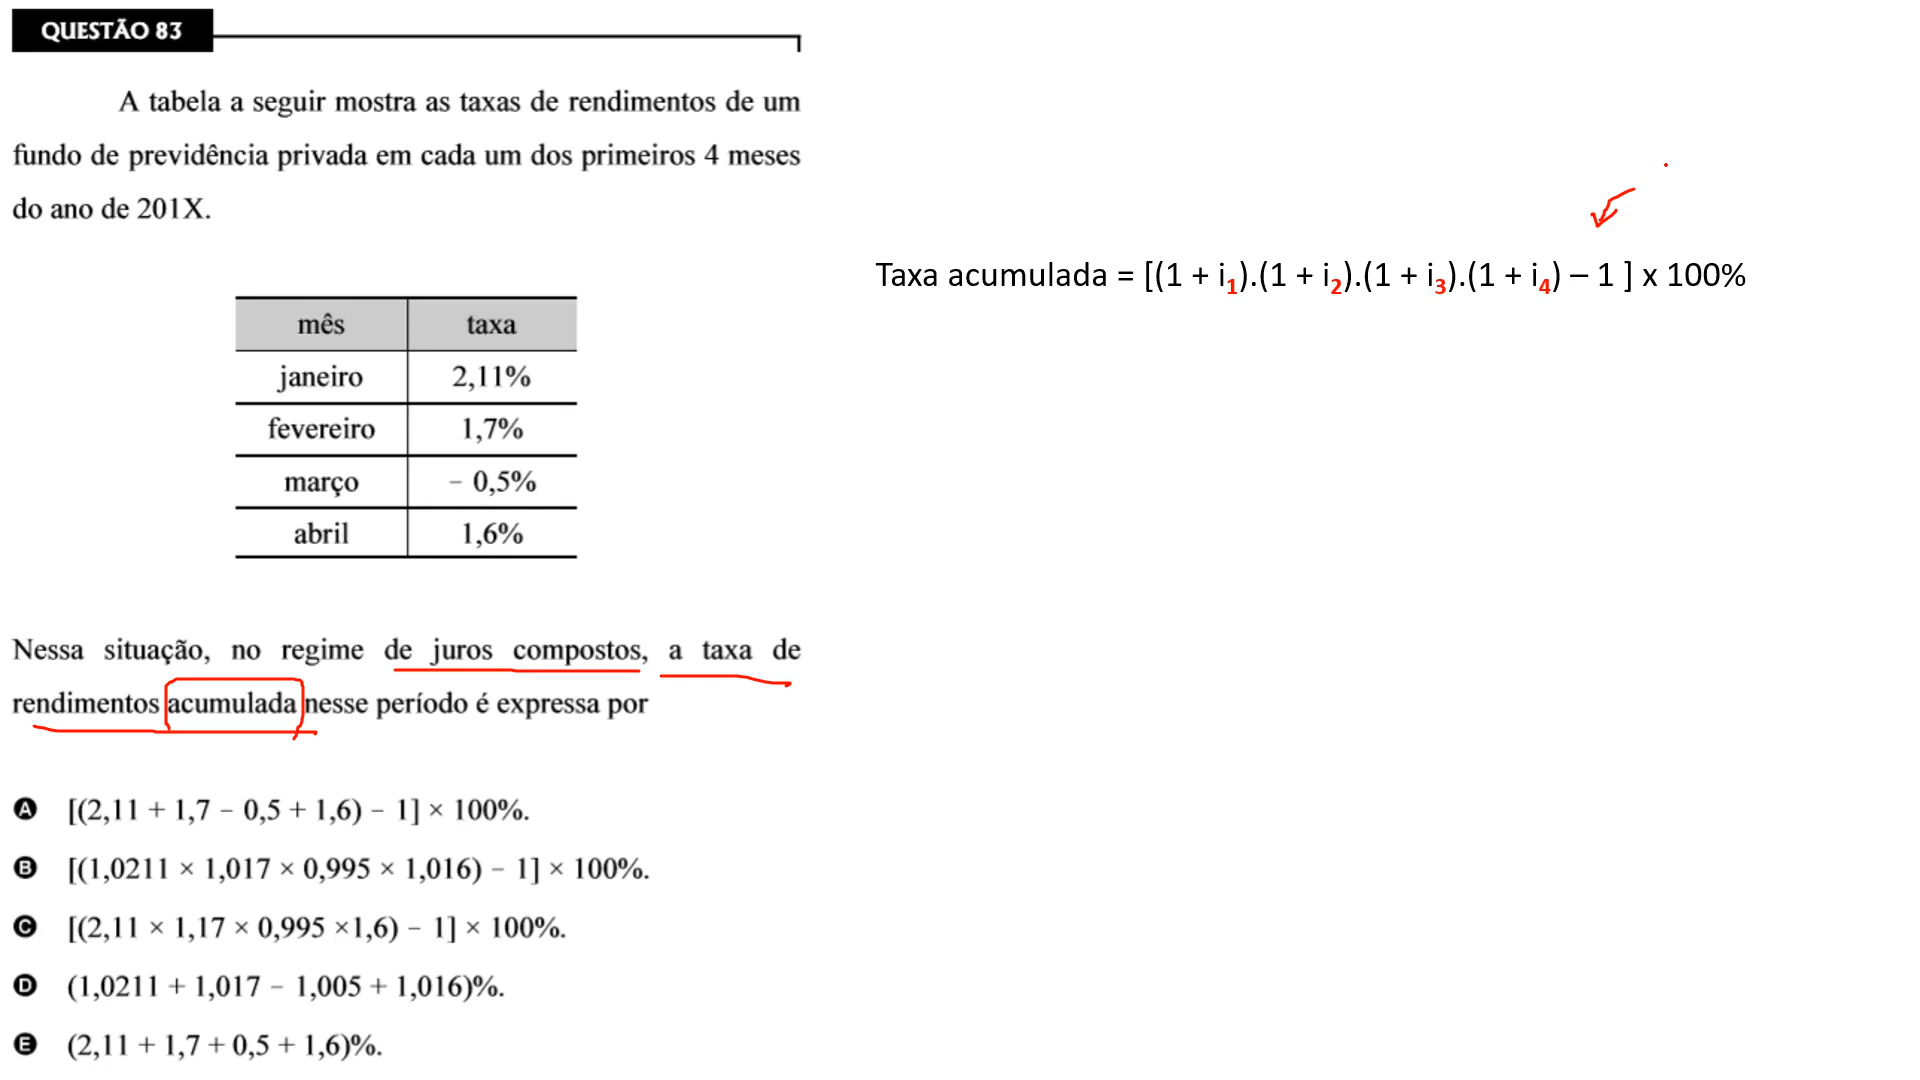 QUESTÃO 83
A tabela a seguir mostra as taxas de rendimentos de um
fundo de previdência privada em cada um dos primeiros 4 meses
do ano de 201X.
mês taxa
janeiro 2,11%
fevereiro 1,7%
março – 0,5%
abril 1,6%
Nessa situação, no regime de juros compostos, a taxa de
rendimentos acumulada nesse período é expressa por
A [(2,11 + 1,7 – 0,5 + 1,6) – 1] × 100%.
B [(1,0211 × 1,017 × 0,995 × 1,016) – 1] × 100%.
C [(2,11 × 1,17 × 0,995 ×1,6) – 1] × 100%.
D (1,0211 + 1,017 – 1,005 + 1,016)%.
E (2,11 + 1,7 + 0,5 + 1,6)%.
Taxa acumulada = [(1 + i1).(1 + i2).(1 + i3).(1 + i4) – 1 ] x 100%